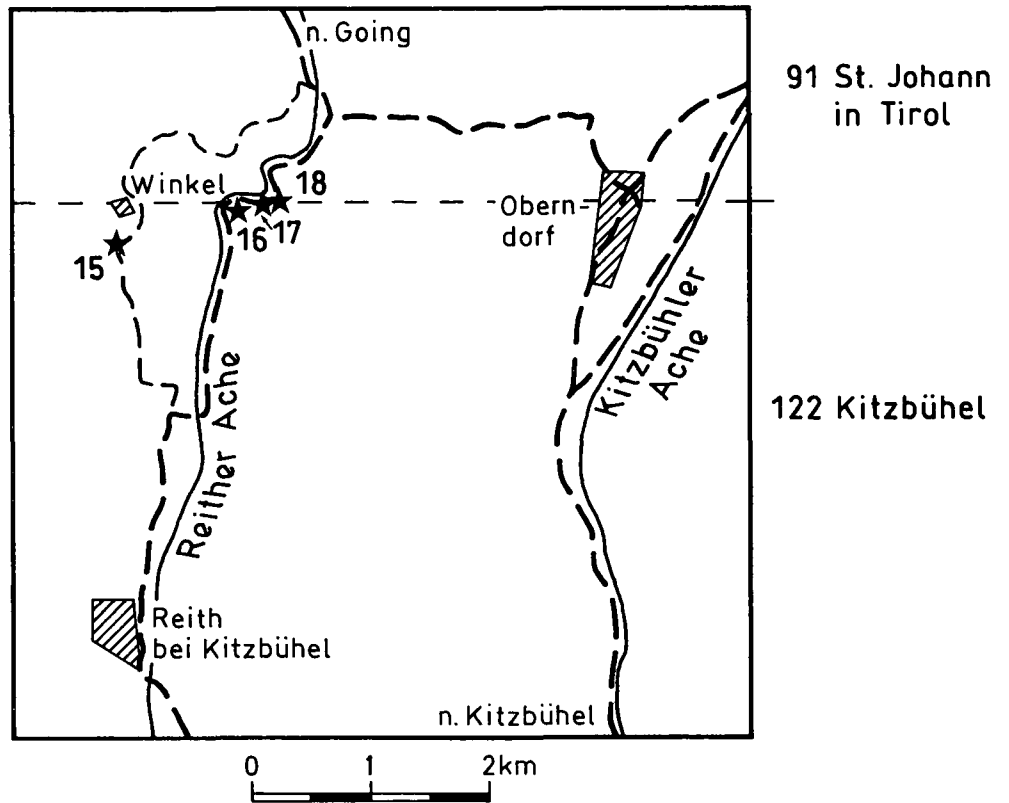 n. Going
91 St. Johann
in Tirol
Winkel
18
Obern-
dorf
16 17
15
Kitzbühler
Ache
Reither Ache
122 Kitzbühel
Reith
bei Kitzbühel
n. Kitzbühel
0 1 2km